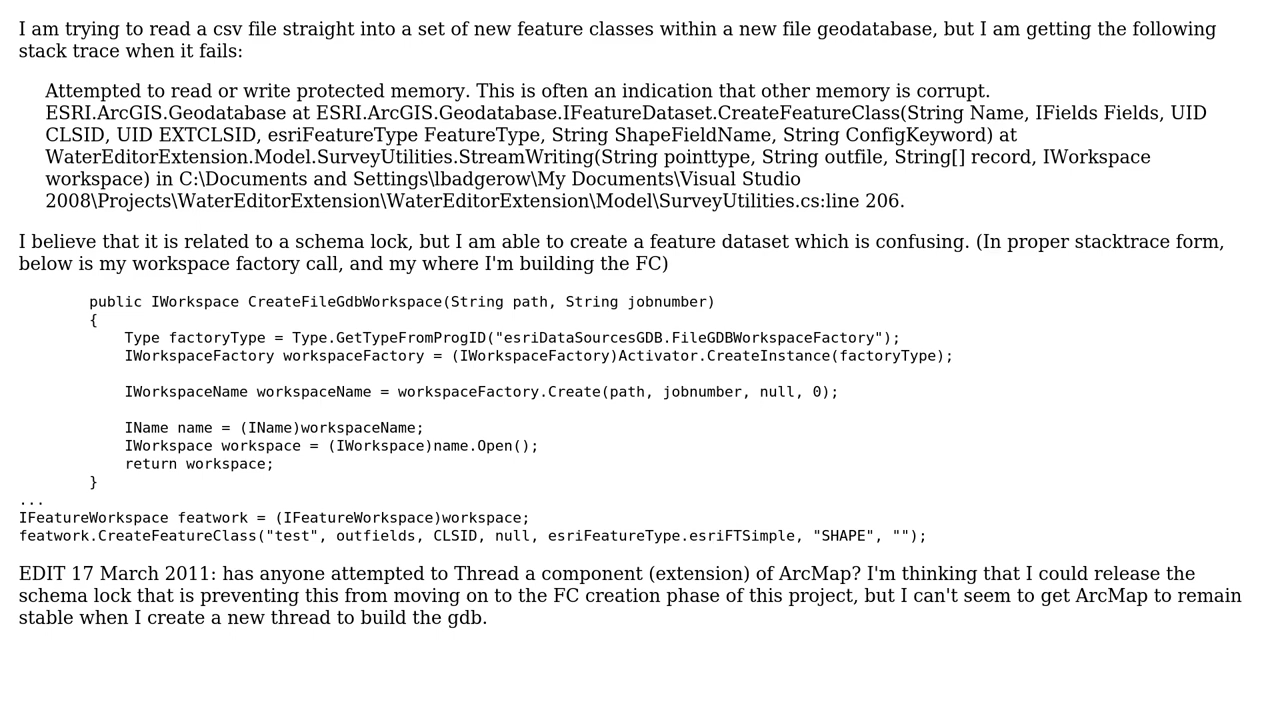 I am trying to read a csv file straight into a set of new feature classes within a new file geodatabase, but I am getting the following
stack trace when it fails:
Attempted to read or write protected memory. This is often an indication that other memory is corrupt.
ESRI.ArcGIS.Geodatabase at ESRI.ArcGIS.Geodatabase.IFeatureDataset.CreateFeatureClass(String Name, IFields Fields, UID
CLSID, UID EXTCLSID, esriFeatureType FeatureType, String ShapeFieldName, String ConfigKeyword) at
WaterEditorExtension.Model.SurveyUtilities.StreamWriting(String pointtype, String outfile, String[] record, IWorkspace
workspace) in C:\Documents and Settings\lbadgerow\My Documents\Visual Studio
2008\Projects\WaterEditorExtension\WaterEditorExtension\Model\SurveyUtilities.cs:line 206.
I believe that it is related to a schema lock, but I am able to create a feature dataset which is confusing. (In proper stacktrace form,
below is my workspace factory call, and my where I'm building the FC)
public IWorkspace CreateFileGdbWorkspace(String path, String jobnumber)
{
Type factoryType = Type.GetTypeFromProgID("esriDataSourcesGDB.FileGDBWorkspaceFactory");
IWorkspaceFactory workspaceFactory = (IWorkspaceFactory)Activator.CreateInstance(factoryType);
IWorkspaceName workspaceName = workspaceFactory.Create(path, jobnumber, null, 0);
IName name = (IName)workspaceName;
IWorkspace workspace = (IWorkspace)name.Open();
return workspace;
}
...
IFeatureWorkspace featwork = (IFeatureWorkspace)workspace;
featwork.CreateFeatureClass("test", outfields, CLSID, null, esriFeatureType.esriFTSimple, "SHAPE", "");
EDIT 17 March 2011: has anyone attempted to Thread a component (extension) of ArcMap? I'm thinking that I could release the
schema lock that is preventing this from moving on to the FC creation phase of this project, but I can't seem to get ArcMap to remain
stable when I create a new thread to build the gdb.